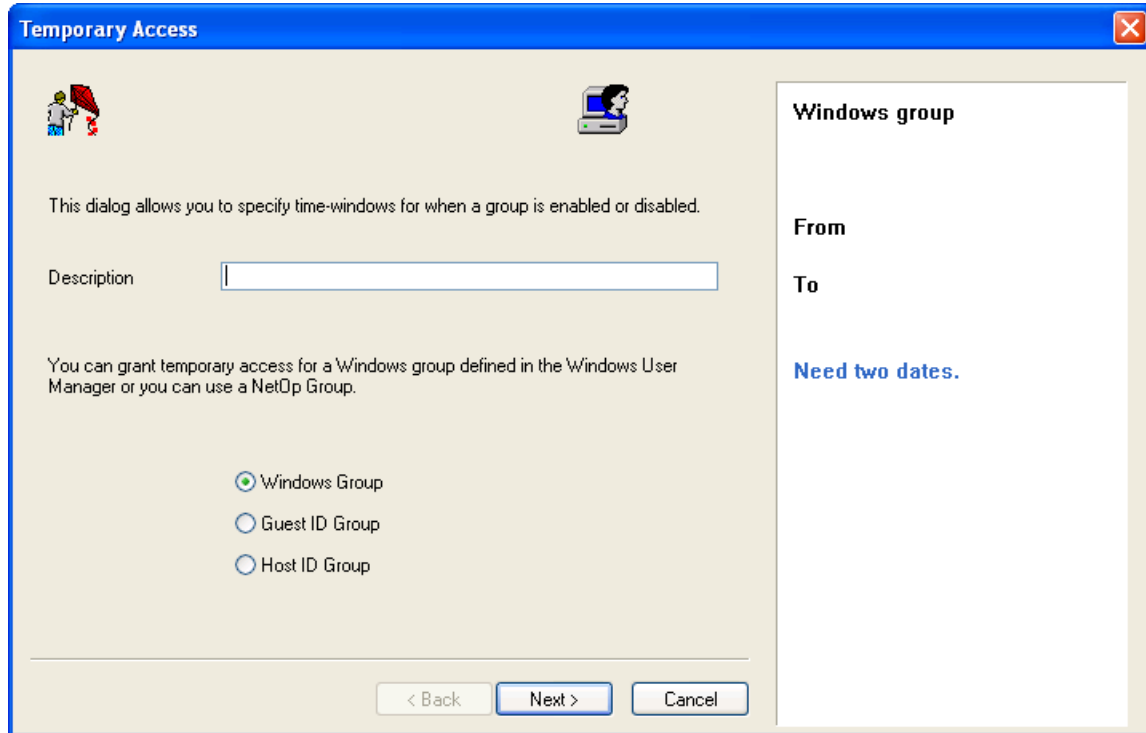 Temporary Access
This dialog allows you to specify time-windows for when a group is enabled or disabled.
Description
You can grant temporary access for a Windows group defined in the Windows User
Manager or you can use a NetOp Group.
Windows Group
Guest ID Group
Host ID Group
< Back
Next >
Cancel
Windows group
From
To
Need two dates.